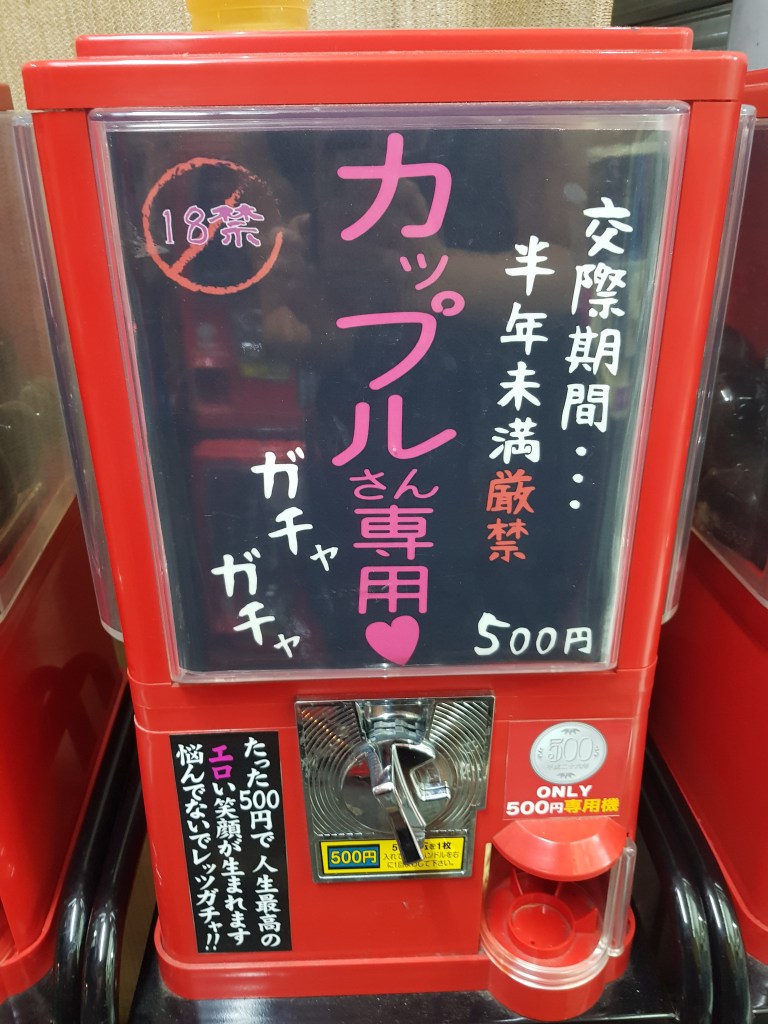 交際期間・・・
半年未満厳禁
500円
カップルさん専用♥
18禁
ガチャ
ガチャ
たった500円で人生最高の
エロい笑顔が生まれます
悩んでないでレッツガチャ!!
500円
500
ONLY
500円専用機